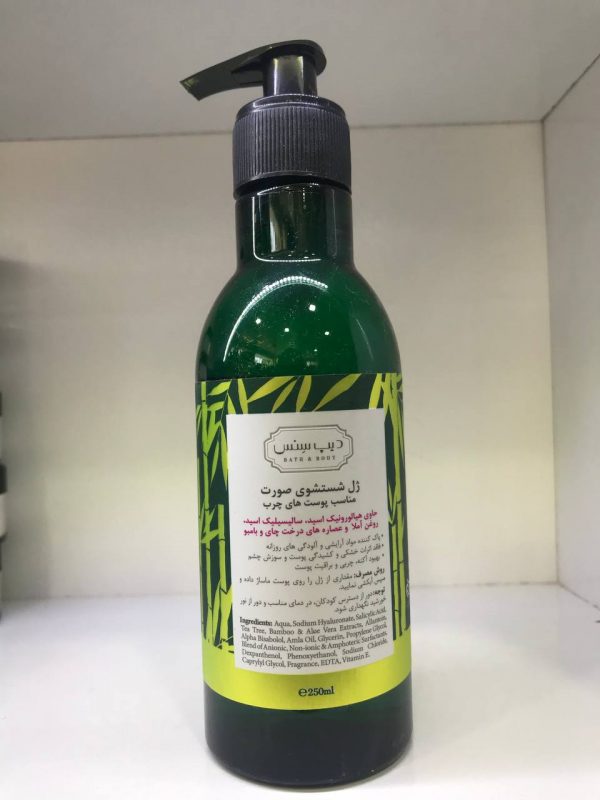 دیپ سنس
BATH & BODY
ژل شستشوی صورت
مناسب پوست های چرب
حاوی هیالورونیک اسید، سالیسیلیک اسید،
روغن آملا و عصاره های درخت چای و بامبو
• پاک کننده مواد آرایشی و آلودگی های روزانه
• فاقد اثرات خشکی و کشیدگی پوست و سوزش چشم
• بهبود آکنه، چربی و براقیت پوست
روش مصرف: مقداری از ژل را روی پوست ماساژ داده و
سپس آبکشی نمایید.
توجه: دور از دسترس کودکان، در دمای مناسب و دور از نور
خورشید نگهداری شود.
Ingredients: Aqua, Sodium Hyaluronate, Salicylic Acid,
Tea Tree, Bamboo & Aloe Vera Extracts, Allantoin,
Alpha Bisabolol, Amla Oil, Glycerin, Propylene Glycol,
Blend of Anionic, Non-ionic & Amphoteric Surfactants,
Dexpanthenol, Phenoxyethanol, Sodium Chloride,
Caprylyl Glycol, Fragrance, EDTA, Vitamin E.
℮250ml